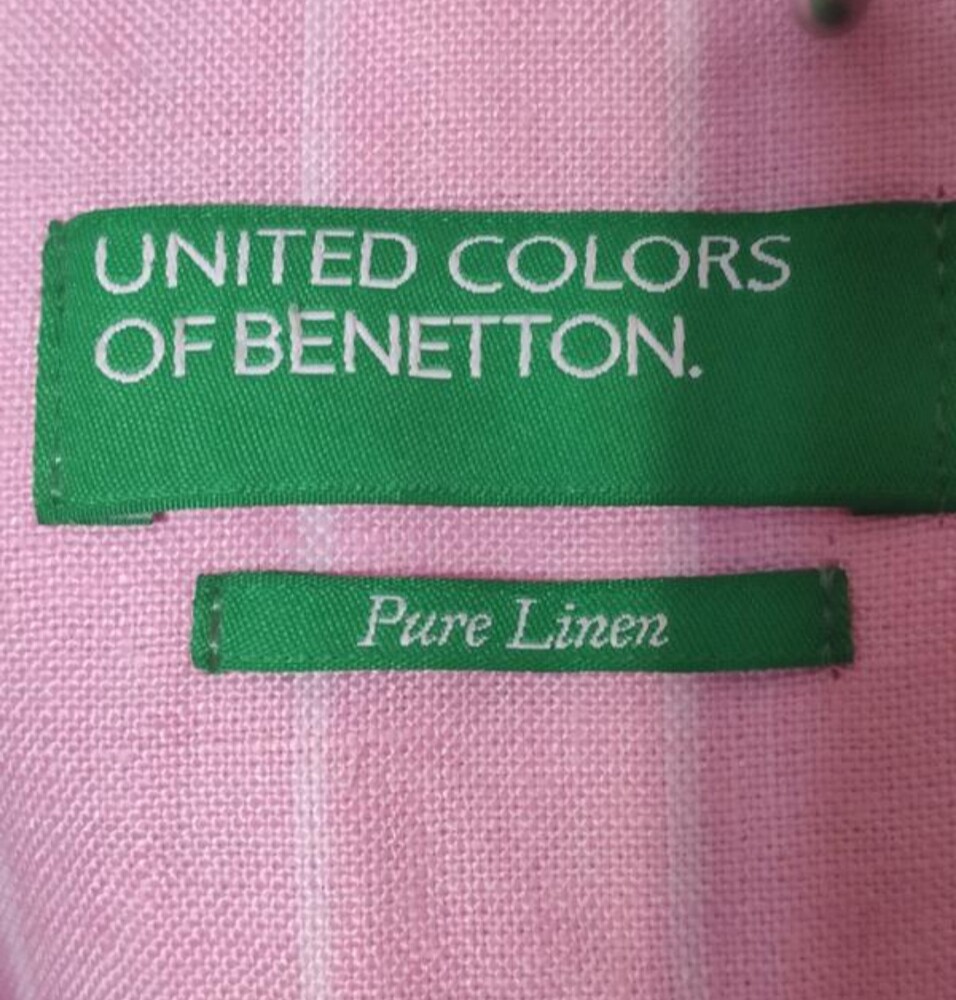 UNITED COLORS
OF BENETTON.
Pure Linen